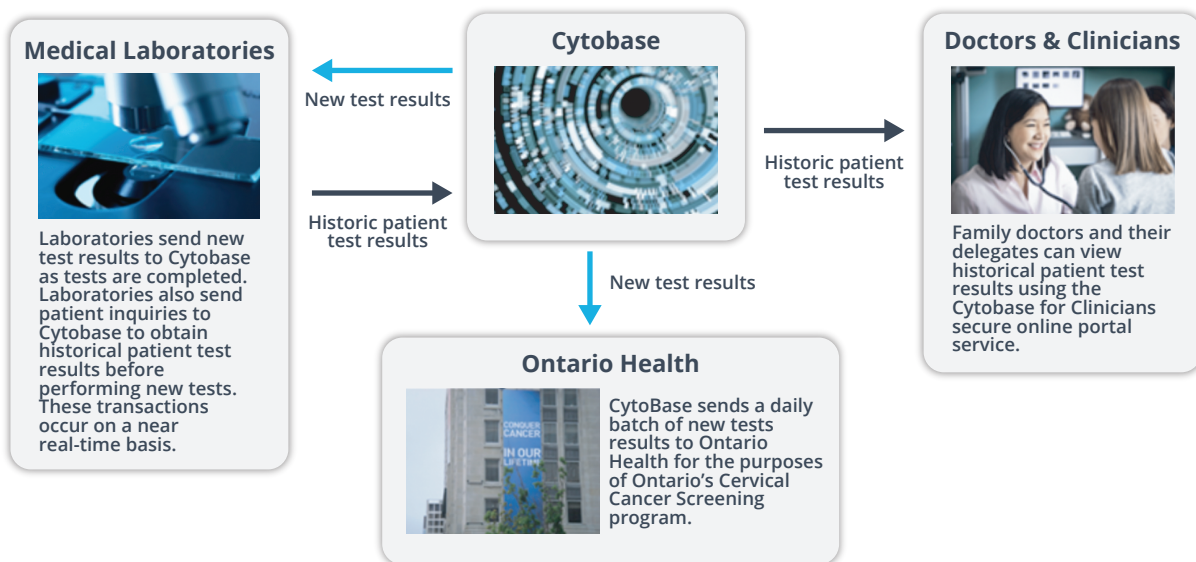 Medical Laboratories
Laboratories send new
test results to Cytobase
as tests are completed.
Laboratories also send
patient inquiries to
Cytobase to obtain
historical patient test
results before
performing new tests.
These transactions
occur on a near
real-time basis.
New test results
Historic patient
test results
Cytobase
New test results
Historic patient
test results
Doctors & Clinicians
Family doctors and their
delegates can view
historical patient test
results using the
Cytobase for Clinicians
secure online portal
service.
Ontario Health
CONQUER
CANCER
IN OUR
LIFETIME
CytoBase sends a daily
batch of new tests
results to Ontario
Health for the purposes
of Ontario’s Cervical
Cancer Screening
program.